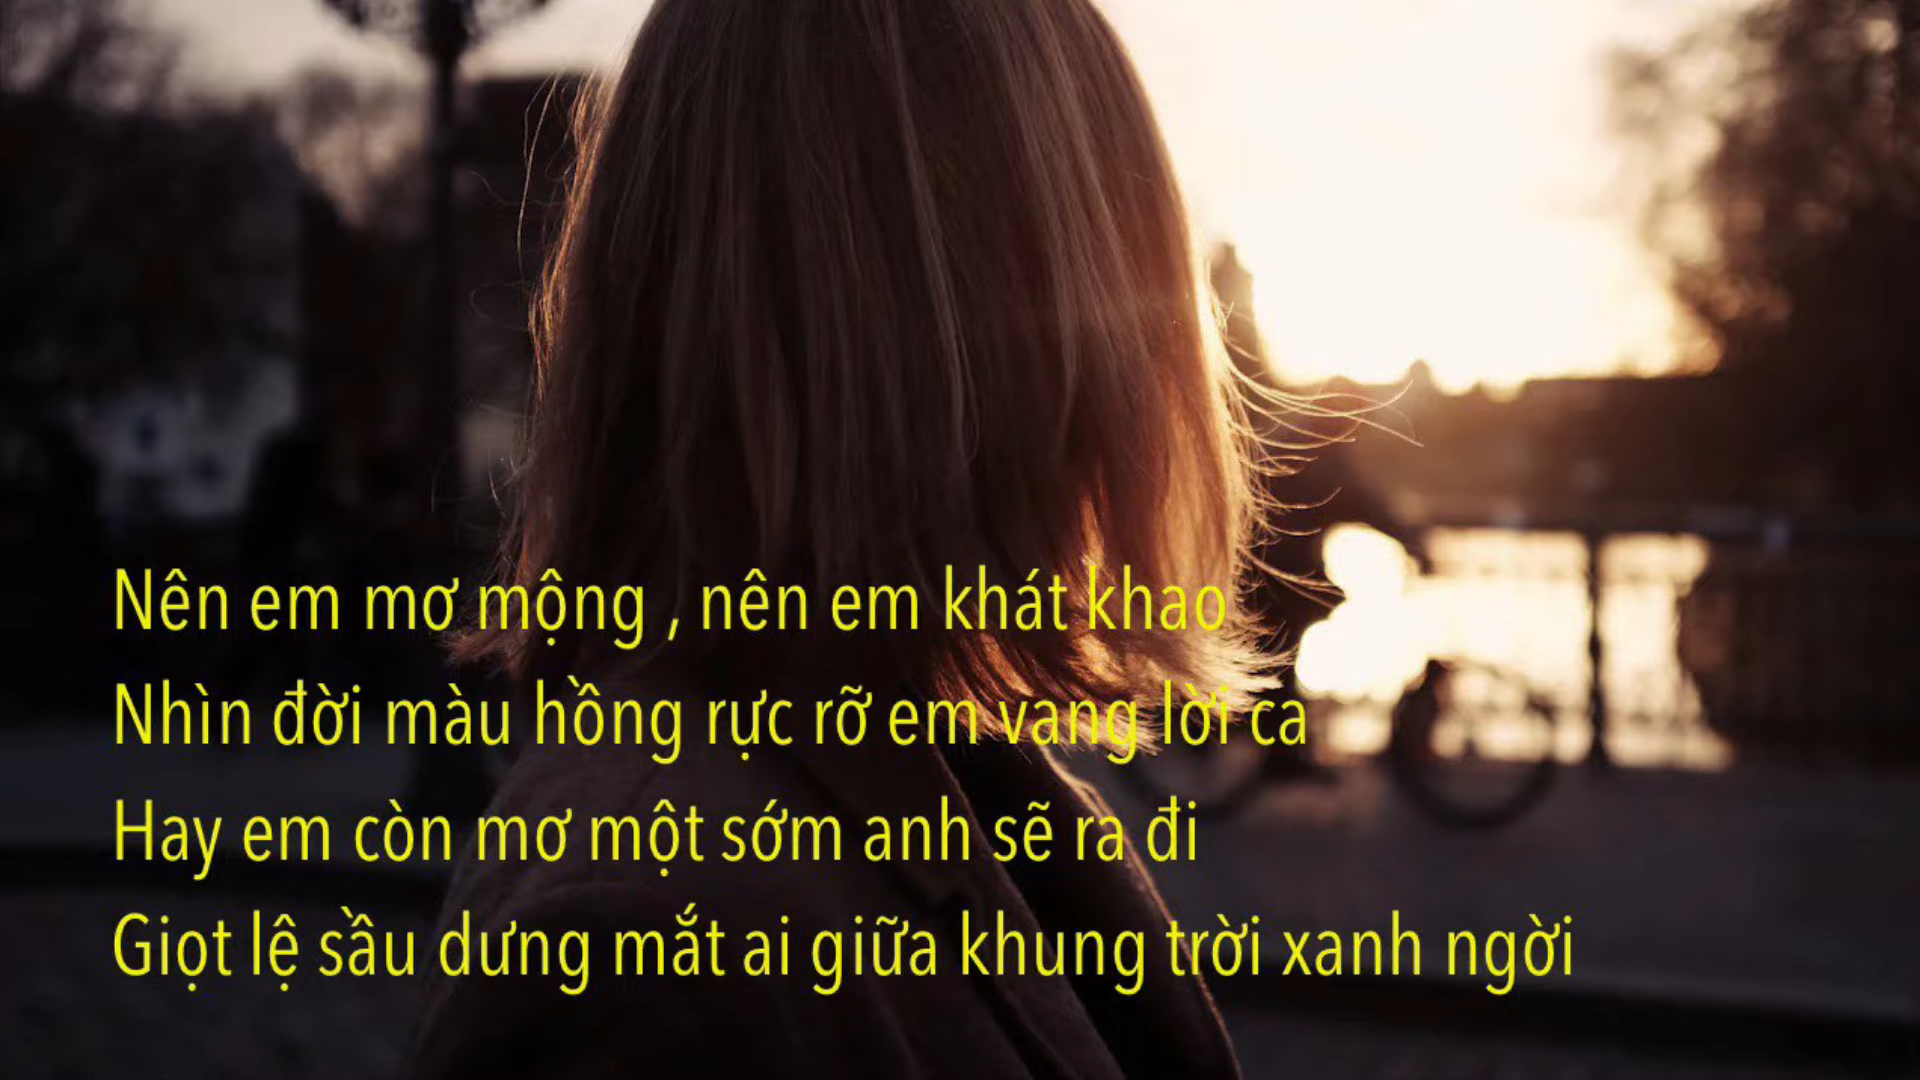 Nên em mơ mộng , nên em khát khao
Nhìn đời màu hồng rực rỡ em vang lời ca
Hay em còn mơ một sớm anh sẽ ra đi
Giọt lệ sầu dưng mắt ai giữa khung trời xanh ngời